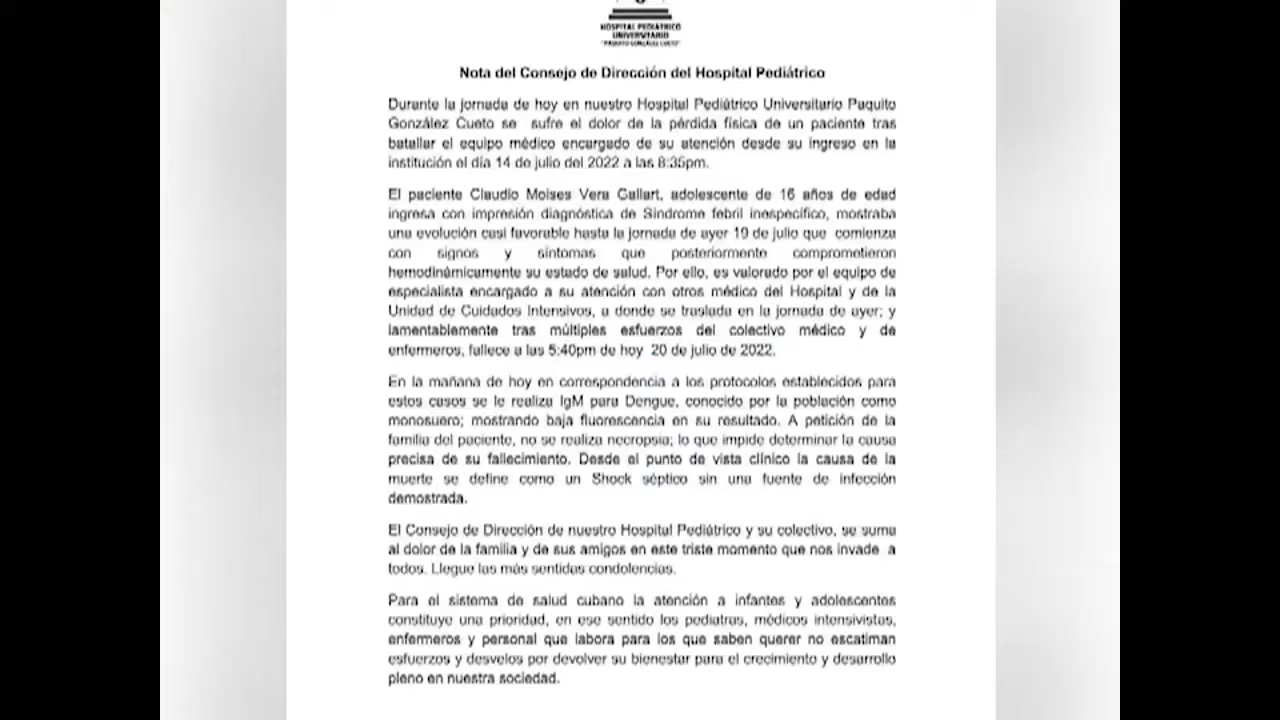 HOSPITAL PEDIÁTRICO
UNIVERSITARIO
"PAQUITO GONZÁLEZ CUETO"
Nota del Consejo de Dirección del Hospital Pediátrico
Durante la jornada de hoy en nuestro Hospital Pediátrico Universitario Paquito
González Cueto se sufre el dolor de la pérdida física de un paciente tras
batallar el equipo médico encargado de su atención desde su ingreso en la
institución el día 14 de julio del 2022 a las 8:35pm.
El paciente Claudio Moises Vera Gallart, adolescente de 16 años de edad
ingresa con impresión diagnóstica de Síndrome febril inespecífico, mostraba
una evolución casi favorable hasta la jornada de ayer 19 de julio que comienza
con signos y síntomas que posteriormente comprometieron
hemodinámicamente su estado de salud. Por ello, es valorado por el equipo de
especialista encargado a su atención con otros médico del Hospital y de la
Unidad de Cuidados Intensivos, a donde se traslada en la jornada de ayer; y
lamentablemente tras múltiples esfuerzos del colectivo médico y de
enfermeros, fallece a las 5:40pm de hoy 20 de julio de 2022.
En la mañana de hoy en correspondencia a los protocolos establecidos para
estos casos se le realiza IgM para Dengue, conocido por la población como
monosuero; mostrando baja fluorescencia en su resultado. A petición de la
familia del paciente, no se realiza necropsia; lo que impide determinar la causa
precisa de su fallecimiento. Desde el punto de vista clínico la causa de la
muerte se define como un Shock séptico sin una fuente de infección
demostrada.
El Consejo de Dirección de nuestro Hospital Pediátrico y su colectivo, se suma
al dolor de la familia y de sus amigos en este triste momento que nos invade a
todos. Llegue las más sentidas condolencias.
Para el sistema de salud cubano la atención a infantes y adolescentes
constituye una prioridad, en ese sentido los pediatras, médicos intensivistas,
enfermeros y personal que labora para los que saben querer no escatiman
esfuerzos y desvelos por devolver su bienestar para el crecimiento y desarrollo
pleno en nuestra sociedad.